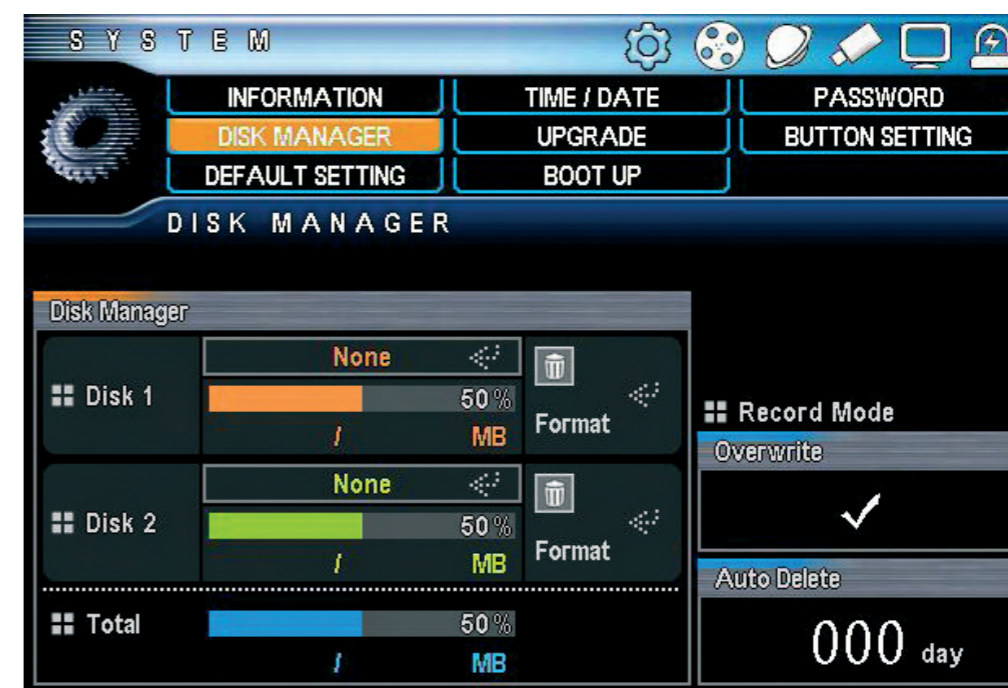 SYSTEM
INFORMATION TIME / DATE PASSWORD
DISK MANAGER UPGRADE BUTTON SETTING
DEFAULT SETTING BOOT UP
DISK MANAGER
Disk Manager
None
Disk 1
50%
Format
/ MB
Record Mode
Overwrite
None
Disk 2
50%
Format
/ MB
Auto Delete
Total
50%
000 day
/ MB